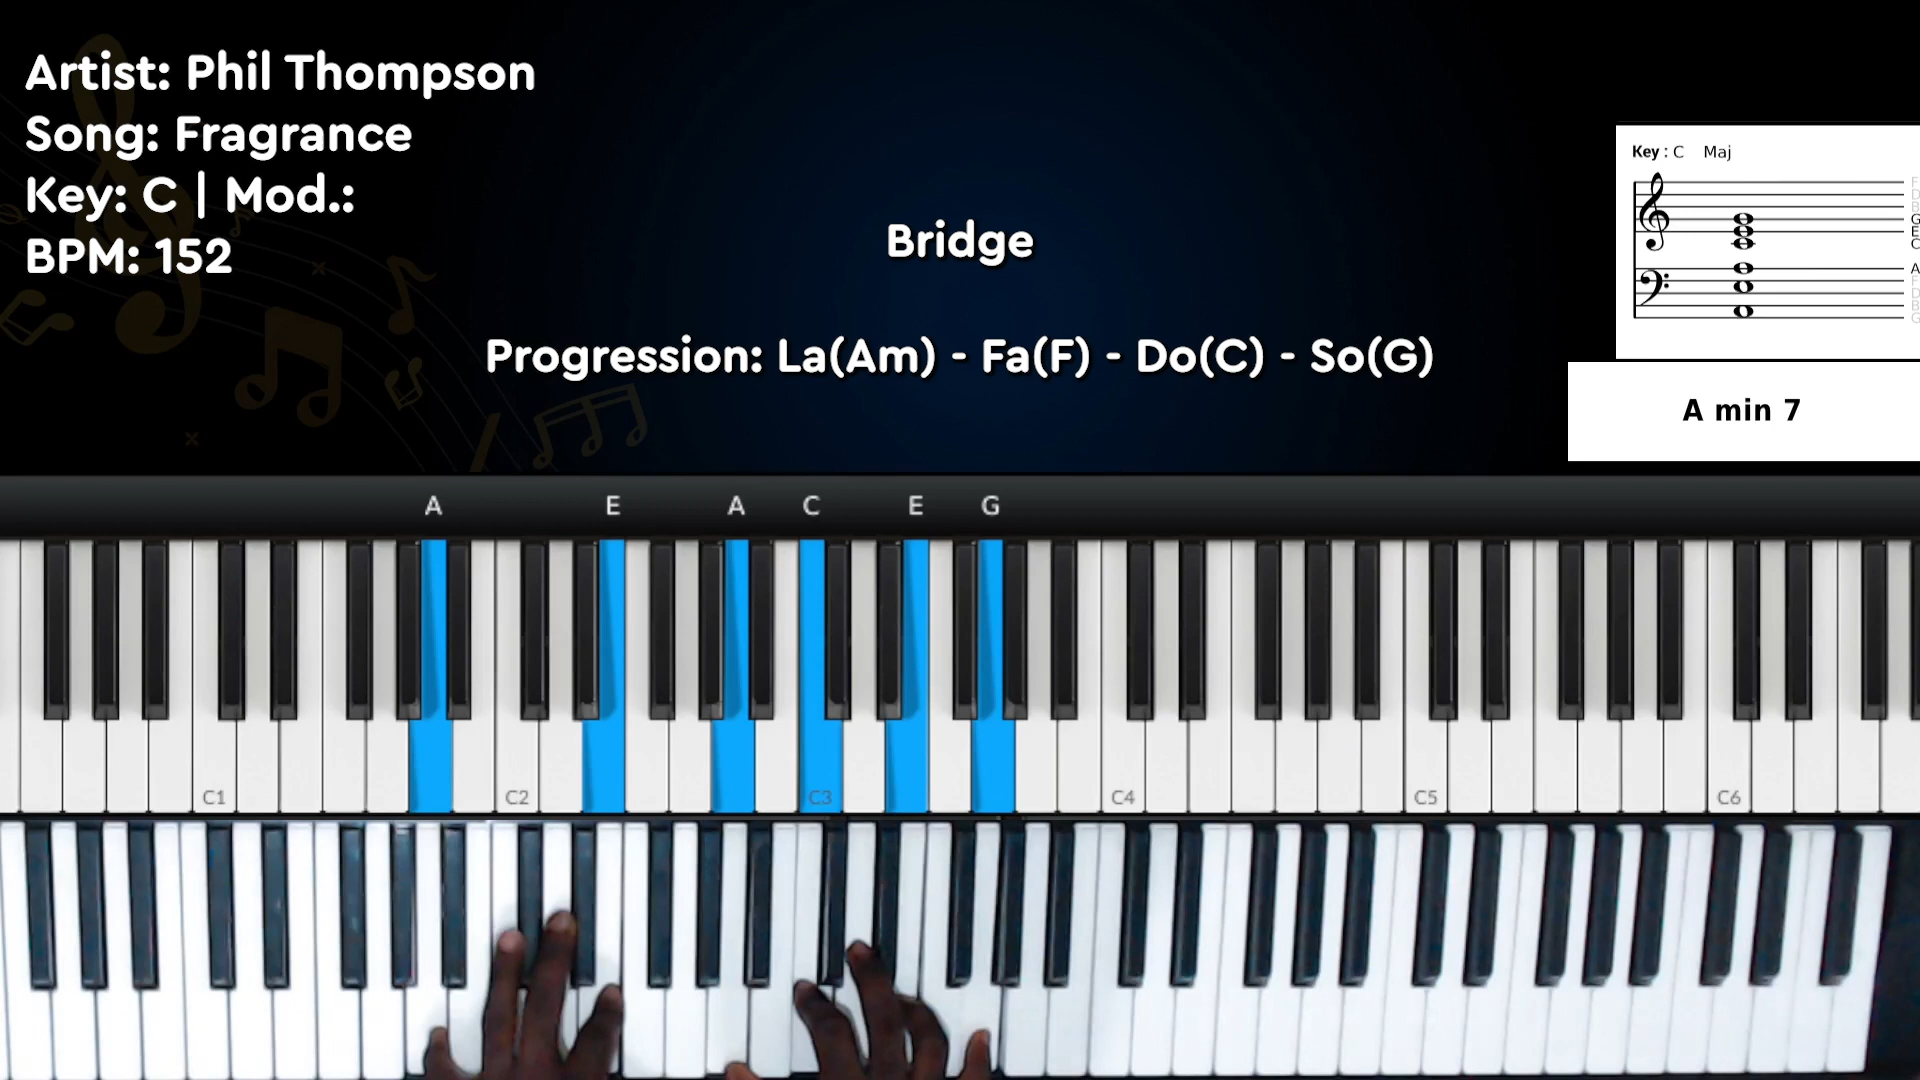 Artist: Phil Thompson
Song: Fragrance
Key: C | Mod.:
BPM: 152
Bridge
Progression: La(Am) - Fa(F) - Do(C) - So(G)
Key : C Maj
G
E
C
A
A min 7
A E A C E G
C1 C2 C3 C4 C5 C6